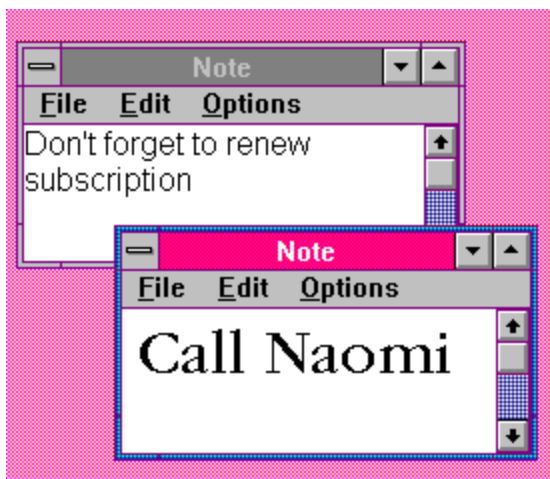 Note
File Edit Options
Don't forget to renew
subscription
Note
File Edit Options
Call Naomi